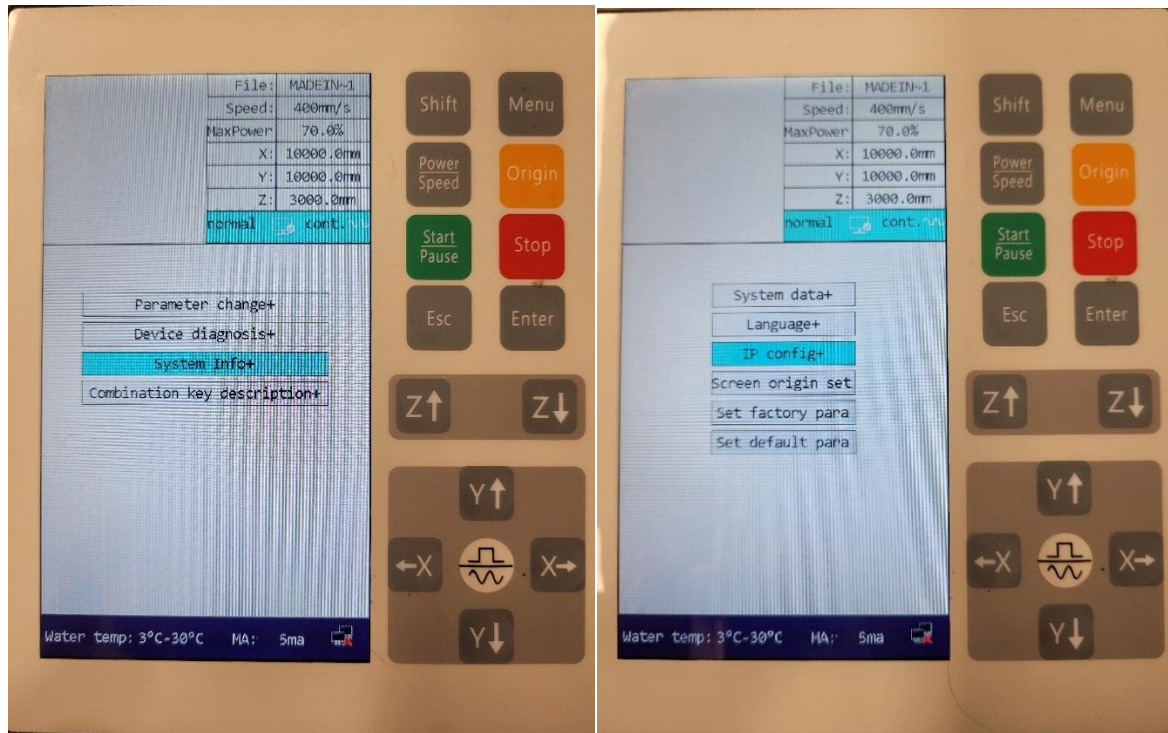 File: MADEIN~1
Speed: 400mm/s
MaxPower 70.0%
X: 10000.0mm
Y: 10000.0mm
Z: 3000.0mm
normal cont.
Parameter change+
Device diagnosis+
System Info+
Combination key description+
Water temp: 3°C~30°C MA: 5ma
Shift Menu
Power
Speed
Origin
Start
Pause
Stop
Esc Enter
Z↑ Z↓
Y↑
←X X→
Y↓
File: MADEIN~1
Speed: 400mm/s
MaxPower 70.0%
X: 10000.0mm
Y: 10000.0mm
Z: 3000.0mm
normal cont.
System data+
Language+
IP config+
Screen origin set
Set factory para
Set default para
Water temp: 3°C~30°C MA: 5ma
Shift Menu
Power
Speed
Origin
Start
Pause
Stop
Esc Enter
Z↑ Z↓
Y↑
←X X→
Y↓